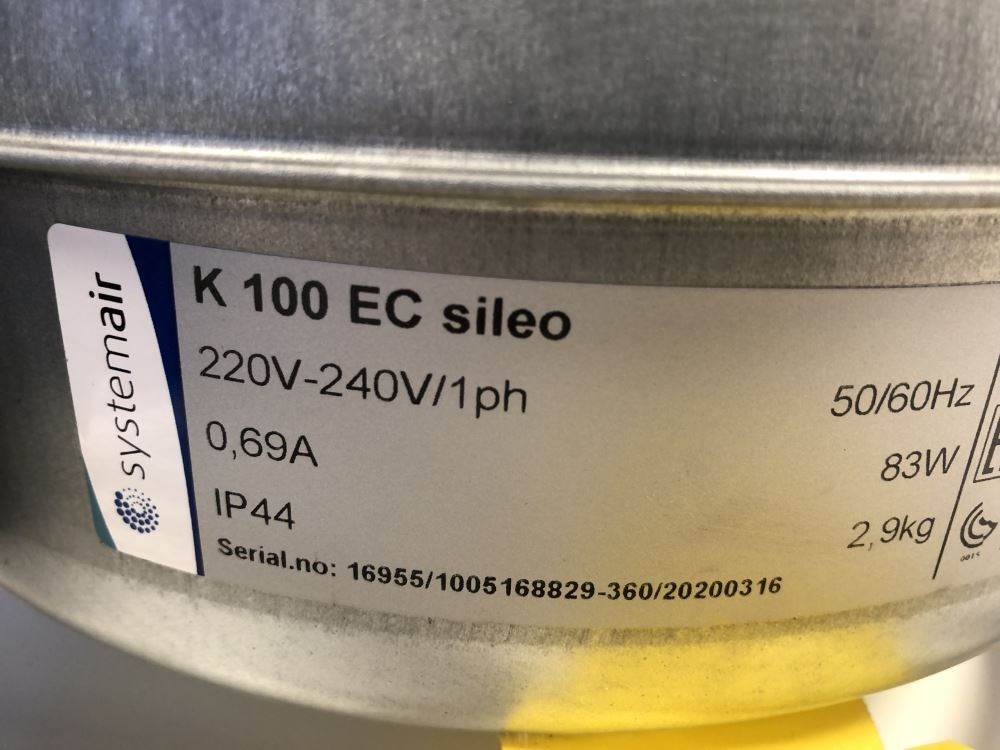 systemair
K 100 EC sileo
220V-240V/1ph
50/60Hz
0,69A
83W
IP44
2,9kg
Serial.no: 16955/1005168829-360/20200316